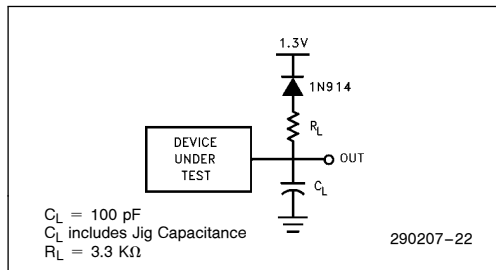 1.3V
1N914
R_L
DEVICE
UNDER
TEST
OUT
C_L
C_L = 100 pF
C_L includes Jig Capacitance
R_L = 3.3 KΩ
290207–22